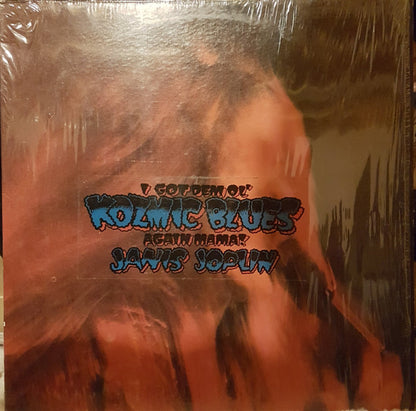 I GOT DEM OL'
KOZMIC BLUES
AGAIN MAMA!
JANIS JOPLIN